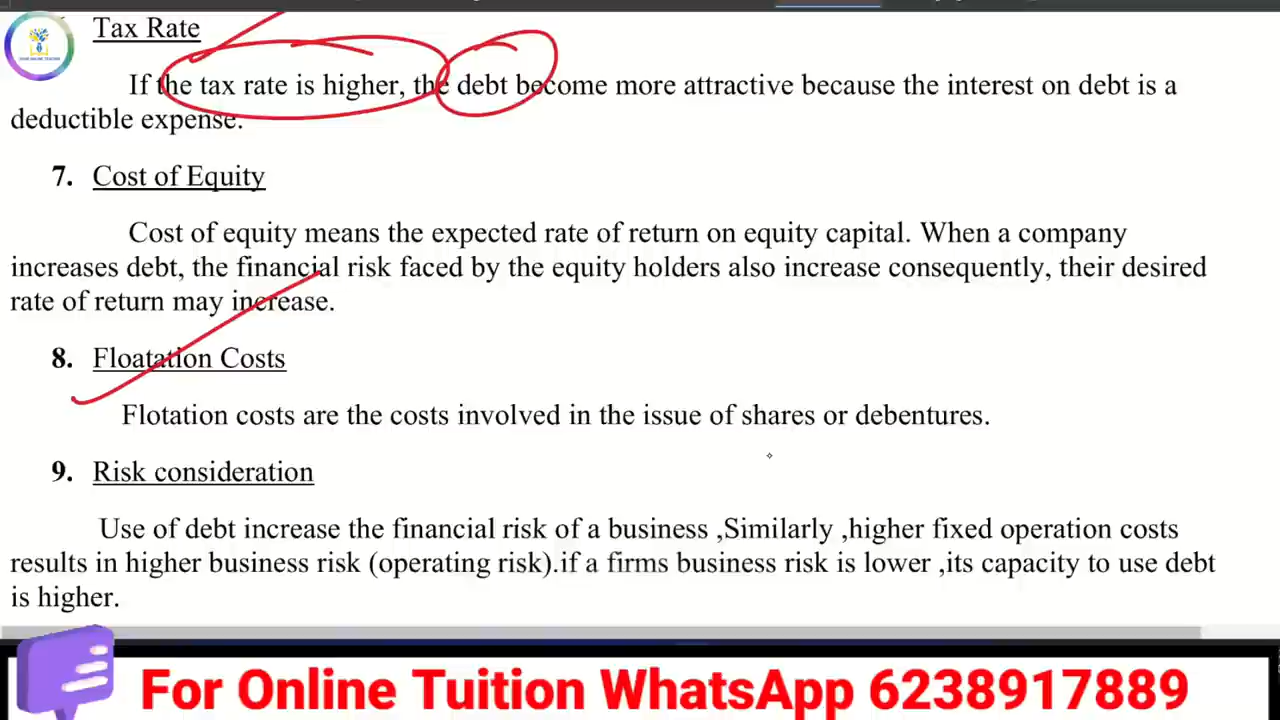 Tax Rate
If the tax rate is higher, the debt become more attractive because the interest on debt is a
deductible expense.
7. Cost of Equity
Cost of equity means the expected rate of return on equity capital. When a company
increases debt, the financial risk faced by the equity holders also increase consequently, their desired
rate of return may increase.
8. Floatation Costs
Flotation costs are the costs involved in the issue of shares or debentures.
9. Risk consideration
Use of debt increase the financial risk of a business ,Similarly ,higher fixed operation costs
results in higher business risk (operating risk).if a firms business risk is lower ,its capacity to use debt
is higher.
For Online Tuition WhatsApp 6238917889